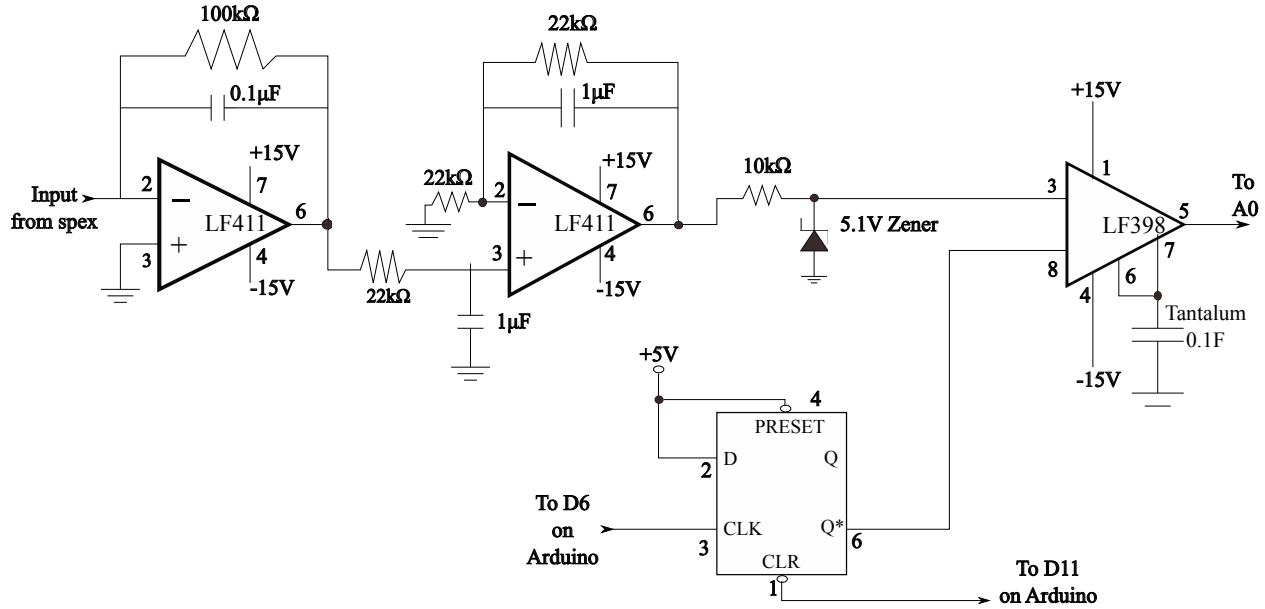 100kΩ
0.1µF
+15V
7
2
Input
from spex
LF411
6
3
4
-15V
22kΩ
1µF
22kΩ
1µF
22kΩ
+15V
7
2
LF411
6
3
4
-15V
10kΩ
5.1V Zener
+15V
1
3
LF398
5
To
A0
7
8
6
4
-15V
Tantalum
0.1F
+5V
4
PRESET
D
Q
2
To D6
on
Arduino
CLK
Q*
3
6
CLR
1
To D11
on Arduino